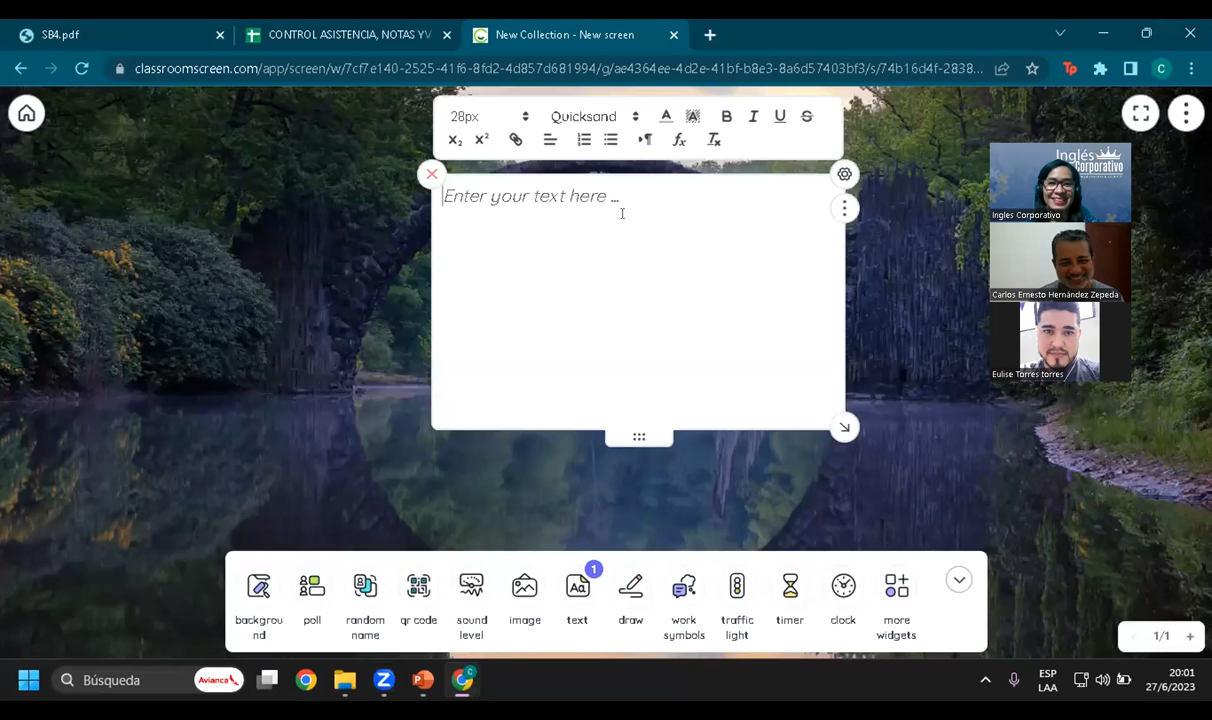 SB4.pdf
CONTROL ASISTENCIA, NOTAS YV
New Collection - New screen
classroomscreen.com/app/screen/w/7cf7e140-2525-41f6-8fd2-4d857d681994/g/ae4364ee-4d2e-41bf-b8e3-8a6d57403bf3/s/74b16d4f-2838...
28px
Quicksand
Enter your text here ...
Inglés
Corporativo
Ingles Corporativo
Carlos Ernesto Hernández Zepeda
Eulise Torres torres
1
backgrou
nd
poll
random
name
qr code
sound
level
image
text
draw
work
symbols
traffic
light
timer
clock
more
widgets
1/1
Búsqueda
Avianca
ESP
LAA
20:01
27/6/2023